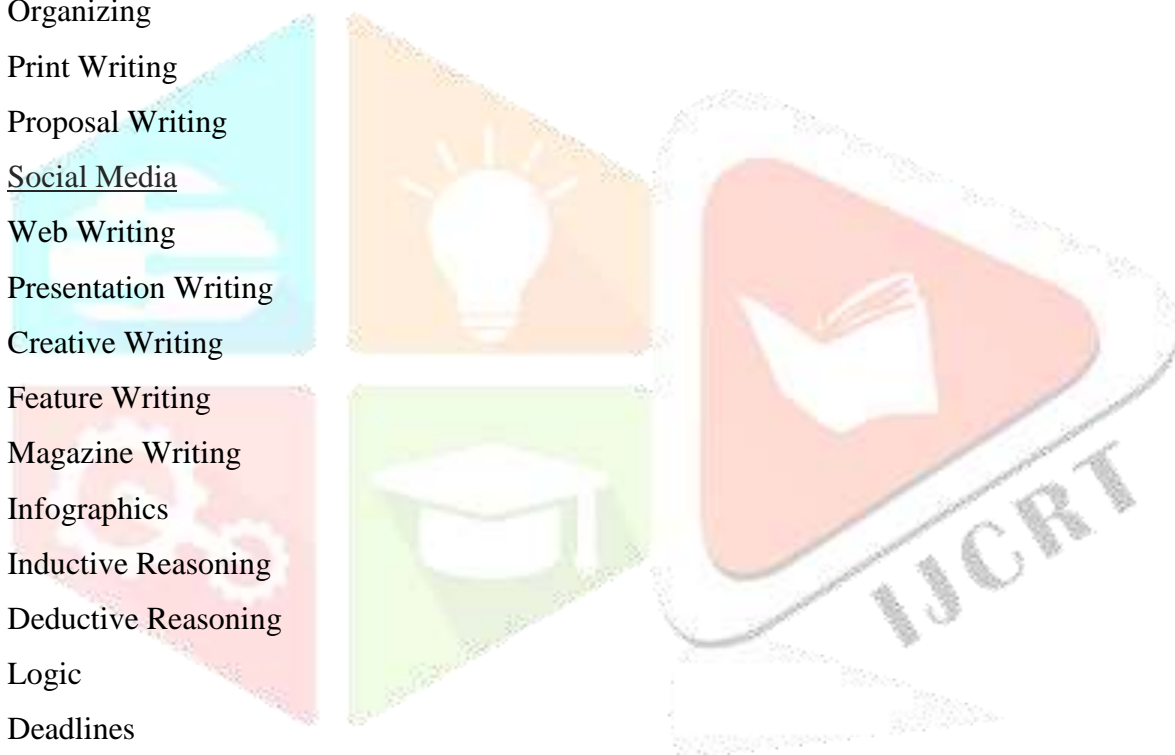 Organizing
Print Writing
Proposal Writing
Social Media
Web Writing
Presentation Writing
Creative Writing
Feature Writing
Magazine Writing
Infographics
Inductive Reasoning
Deductive Reasoning
Logic
Deadlines
IJCRT